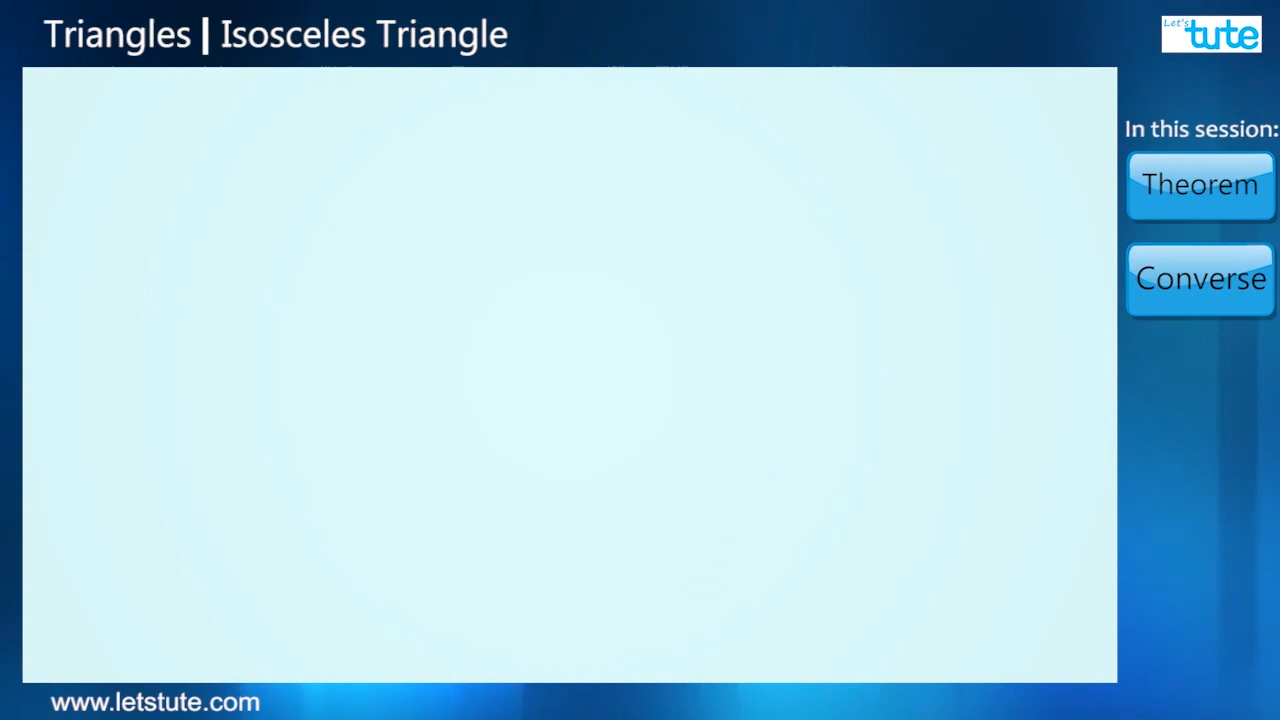 Triangles | Isosceles Triangle
Let's tute
In this session:
Theorem
Converse
www.letstute.com